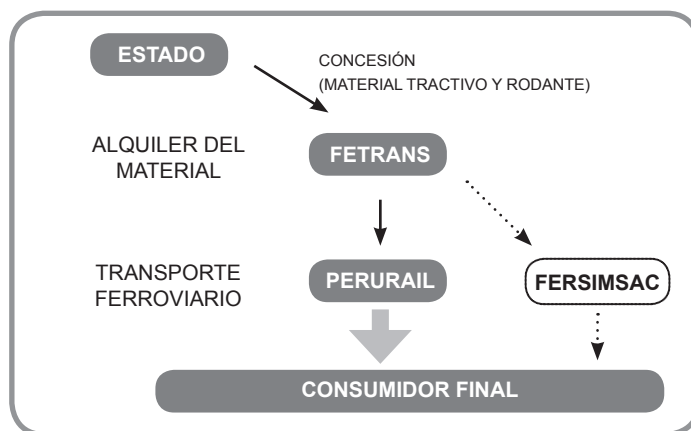 ESTADO
CONCESIÓN
(MATERIAL TRACTIVO Y RODANTE)
ALQUILER DEL
MATERIAL
FETRANS
TRANSPORTE
FERROVIARIO
PERURAIL
FERSIMSAC
CONSUMIDOR FINAL